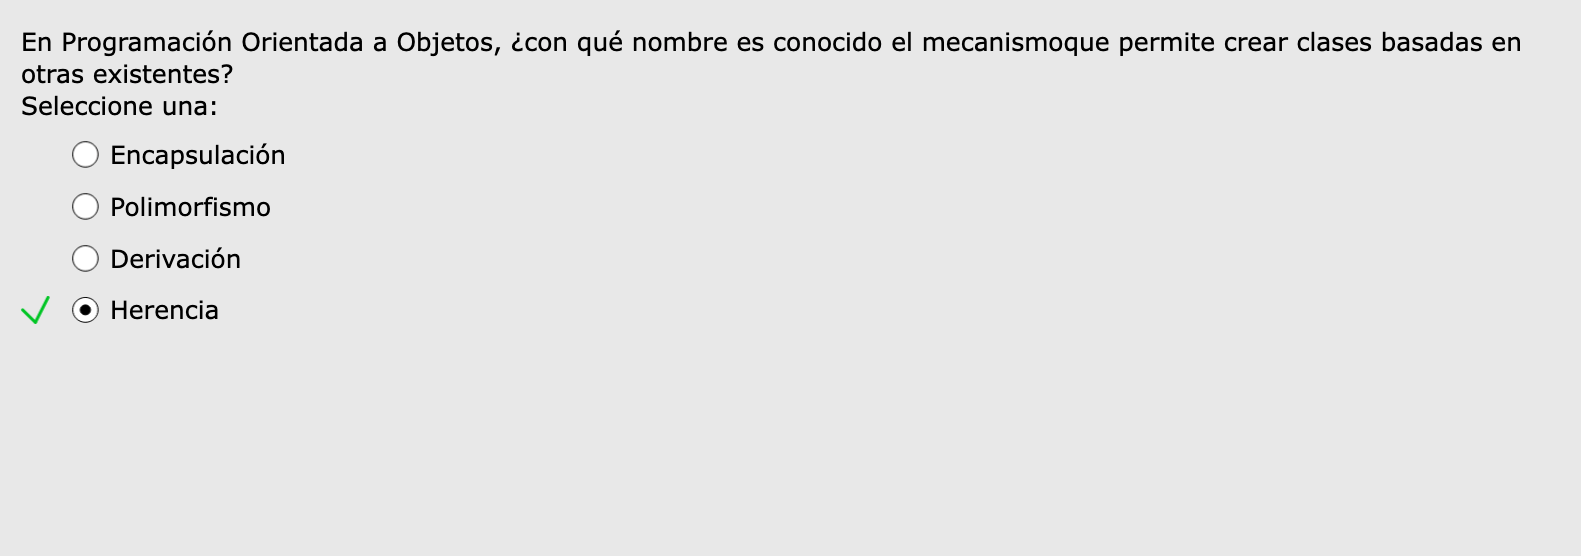 En Programación Orientada a Objetos, ¿con qué nombre es conocido el mecanismoque permite crear clases basadas en
otras existentes?
Seleccione una:
Encapsulación
Polimorfismo
Derivación
Herencia